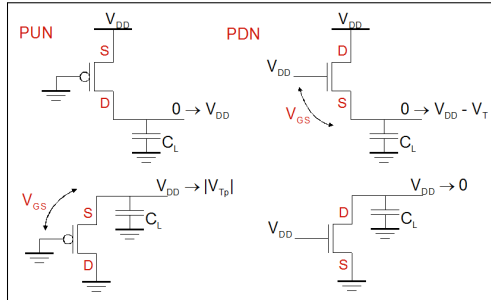 PUN
V_DD
S
D
0 → V_DD
C_L
PDN
V_DD
D
V_DD
S
V_GS
0 → V_DD - V_T
C_L
V_GS
S
D
V_DD → |V_Tp|
C_L
V_DD
D
S
V_DD → 0
C_L